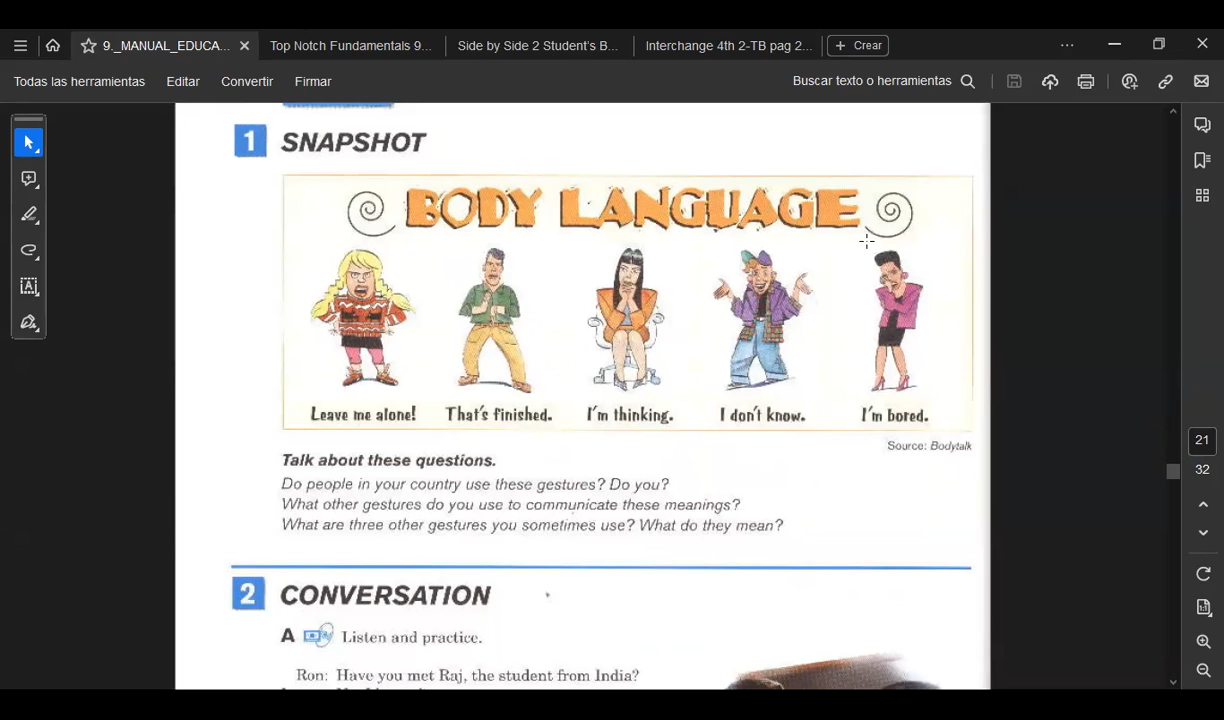 9._MANUAL_EDUCA...
Top Notch Fundamentals 9...
Side by Side 2 Student's B...
Interchange 4th 2-TB pag 2...
+ Crear
Todas las herramientas
Editar
Convertir
Firmar
Buscar texto o herramientas
1 SNAPSHOT
BODY LANGUAGE
Leave me alone!
That's finished.
I'm thinking.
I don't know.
I'm bored.
Source: Bodytalk
Talk about these questions.
Do people in your country use these gestures? Do you?
What other gestures do you use to communicate these meanings?
What are three other gestures you sometimes use? What do they mean?
2 CONVERSATION
A Listen and practice.
Ron: Have you met Raj, the student from India?
21
32